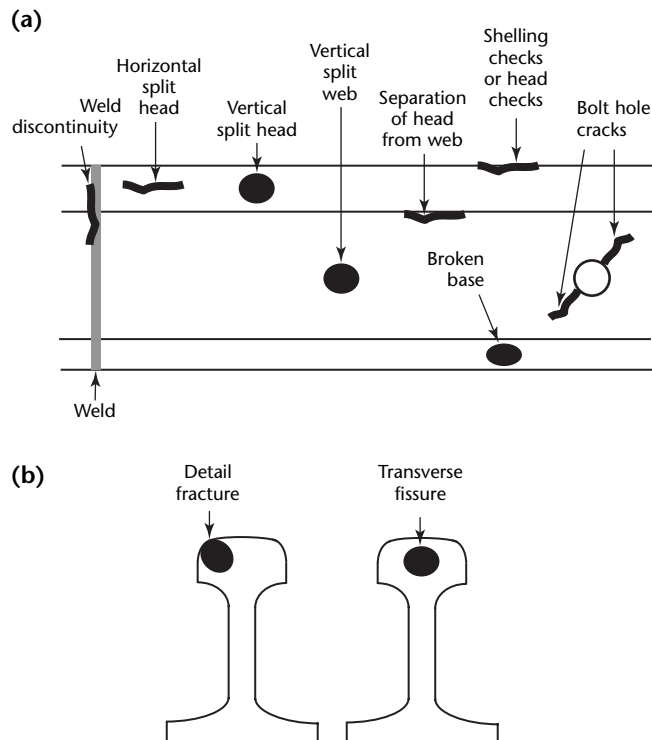 (a)
Weld
discontinuity
Horizontal
split
head
Vertical
split head
Vertical
split
web
Separation
of head
from web
Shelling
checks
or head
checks
Bolt hole
cracks
Broken
base
Weld
(b)
Detail
fracture
Transverse
fissure